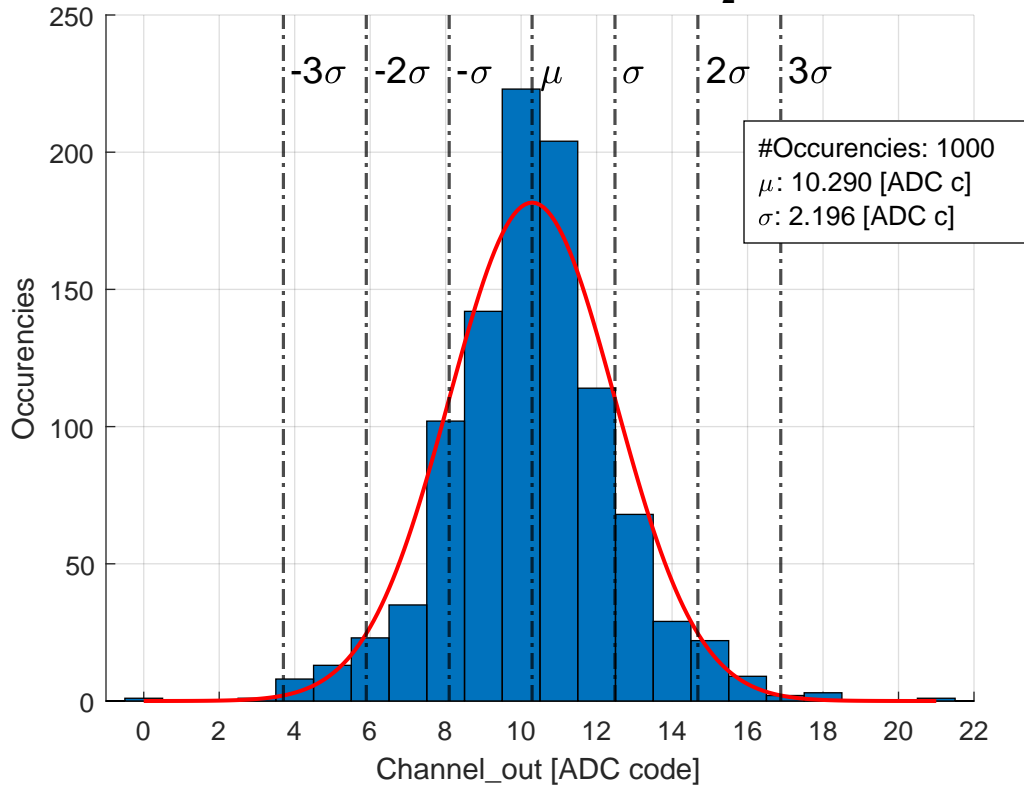 250
200
150
100
50
0
Occurencies
-3σ -2σ -σ μ σ 2σ 3σ
#Occurencies: 1000
μ: 10.290 [ADC c]
σ: 2.196 [ADC c]
0 2 4 6 8 10 12 14 16 18 20 22
Channel_out [ADC code]